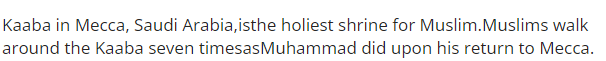 Kaaba in Mecca, Saudi Arabia,isthe holiest shrine for Muslim.Muslims walk
around the Kaaba seven timesasMuhammad did upon his return to Mecca.